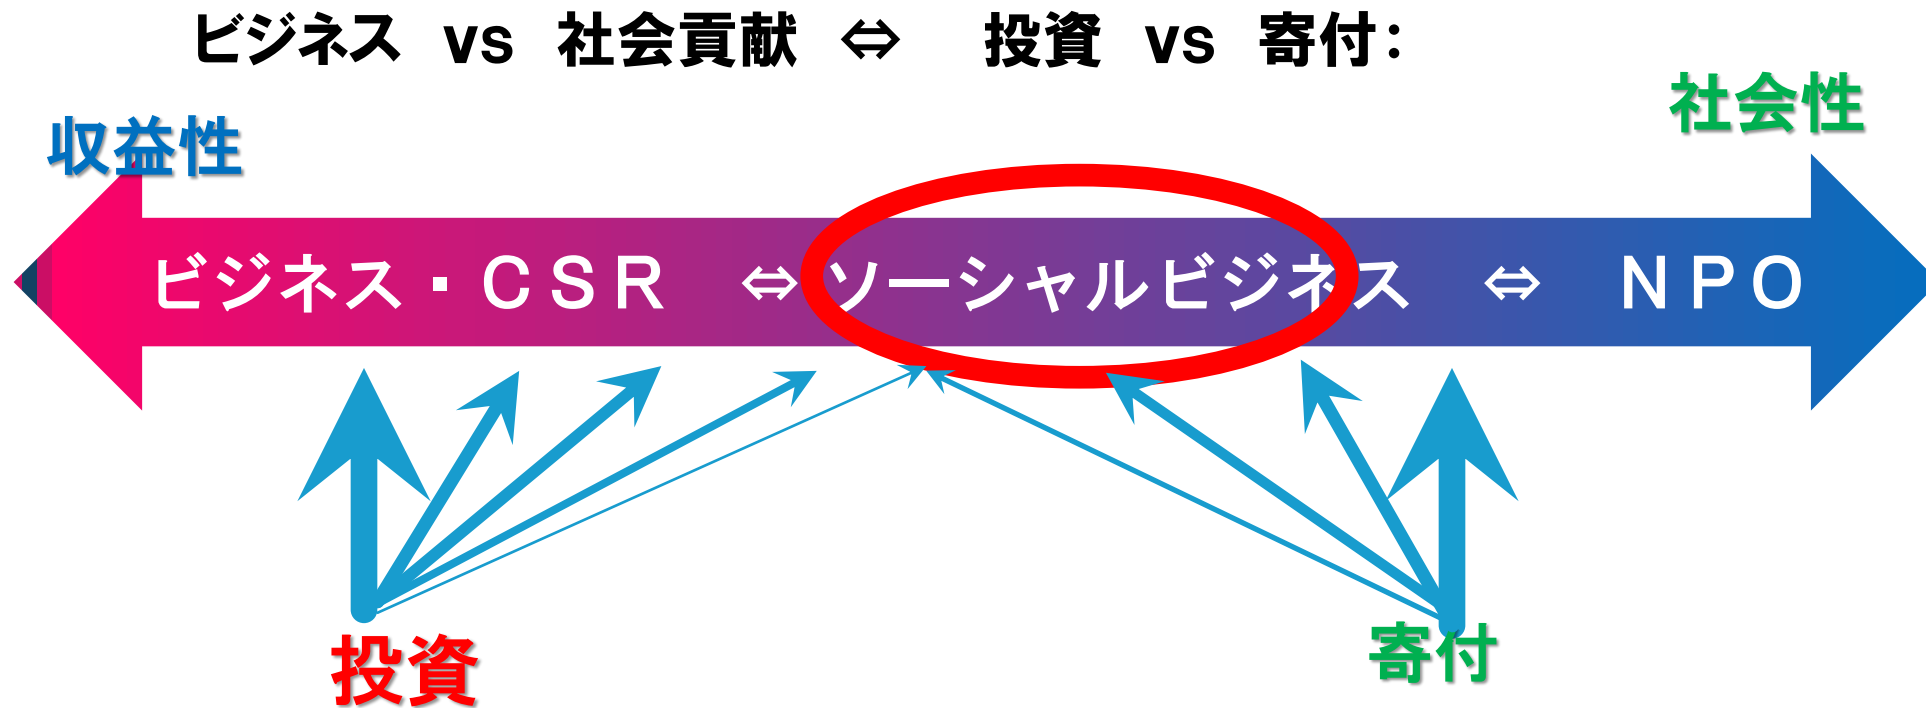 ビジネス vs 社会貢献 ⇔ 投資 vs 寄付：
収益性
社会性
ビジネス・ＣＳＲ ⇔ソーシャルビジネス ⇔ ＮＰＯ
投資
寄付